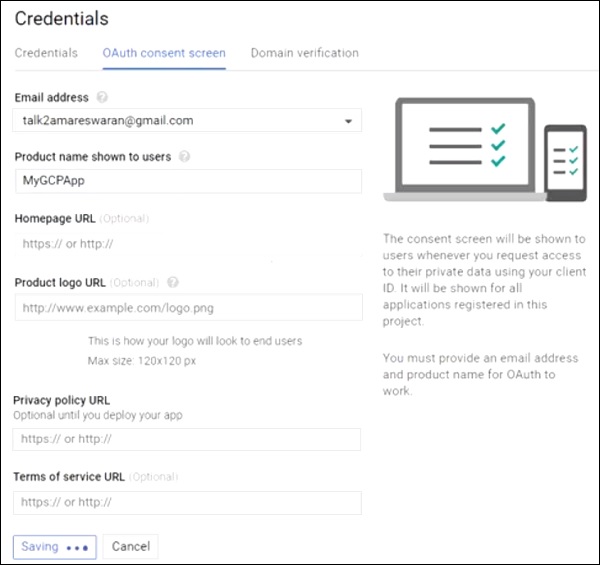 Credentials
Credentials OAuth consent screen Domain verification
Email address
talk2amareswaran@gmail.com
Product name shown to users
MyGCPApp
Homepage URL (Optional)
https:// or http://
Product logo URL (Optional)
http://www.example.com/logo.png
This is how your logo will look to end users
Max size: 120x120 px
Privacy policy URL
Optional until you deploy your app
https:// or http://
Terms of service URL (Optional)
https:// or http://
Saving
Cancel
The consent screen will be shown to
users whenever you request access
to their private data using your client
ID. It will be shown for all
applications registered in this
project.
You must provide an email address
and product name for OAuth to
work.